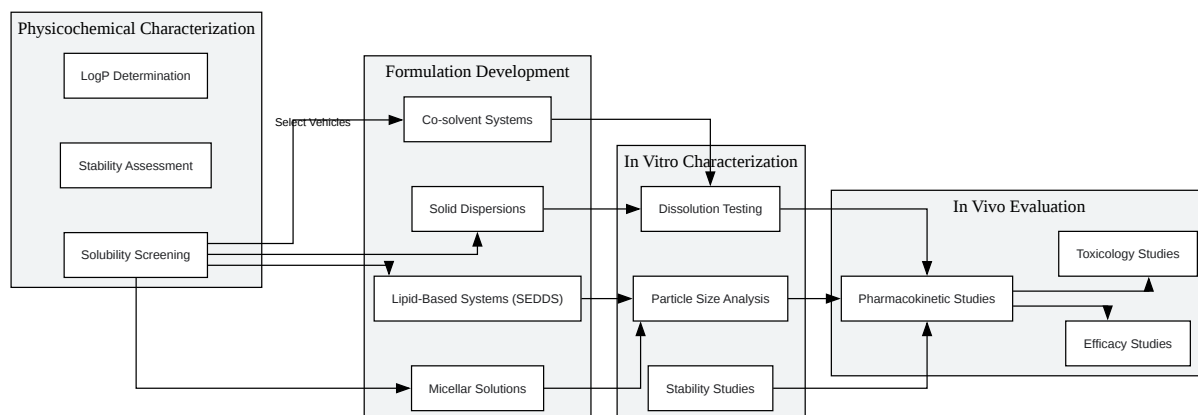 Physicochemical Characterization
LogP Determination
Stability Assessment
Solubility Screening
Select Vehicles
Formulation Development
Co-solvent Systems
Solid Dispersions
Lipid-Based Systems (SEDDS)
Micellar Solutions
In Vitro Characterization
Dissolution Testing
Particle Size Analysis
Stability Studies
In Vivo Evaluation
Pharmacokinetic Studies
Toxicology Studies
Efficacy Studies